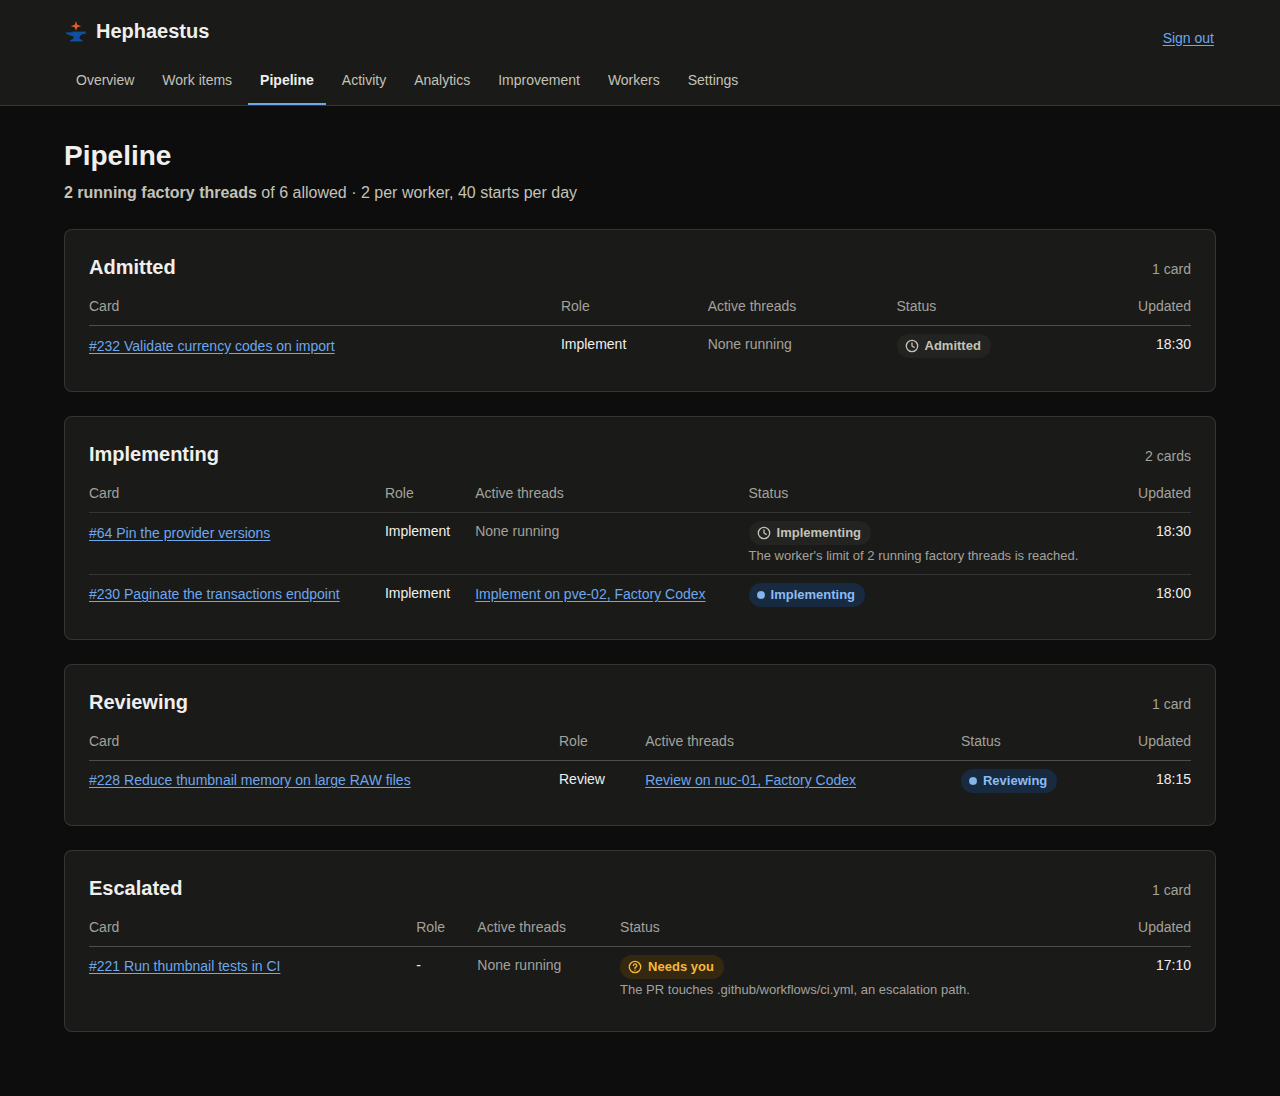 Hephaestus
Sign out
Overview Work items Pipeline Activity Analytics Improvement Workers Settings
Pipeline
2 running factory threads of 6 allowed · 2 per worker, 40 starts per day
Admitted
1 card
Card Role Active threads Status Updated
#232 Validate currency codes on import Implement None running Admitted 18:30
Implementing
2 cards
Card Role Active threads Status Updated
#64 Pin the provider versions Implement None running Implementing 18:30
The worker's limit of 2 running factory threads is reached.
#230 Paginate the transactions endpoint Implement Implement on pve-02, Factory Codex Implementing 18:00
Reviewing
1 card
Card Role Active threads Status Updated
#228 Reduce thumbnail memory on large RAW files Review Review on nuc-01, Factory Codex Reviewing 18:15
Escalated
1 card
Card Role Active threads Status Updated
#221 Run thumbnail tests in CI - None running Needs you 17:10
The PR touches .github/workflows/ci.yml, an escalation path.